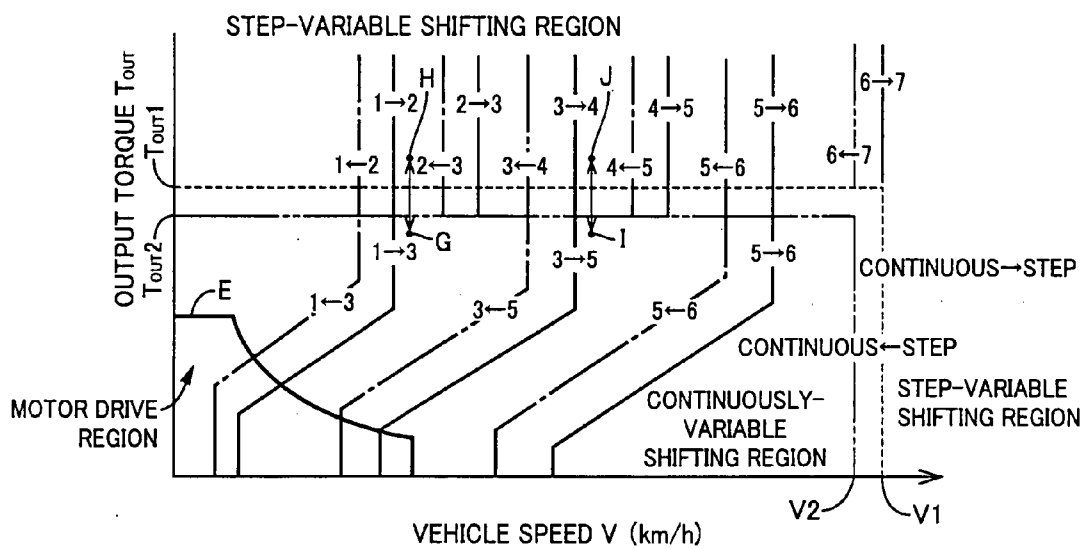 STEP-VARIABLE SHIFTING REGION
OUTPUT TORQUE TOUT
TOUT1
TOUT2
H
J
1→2
2→3
3→4
4→5
5→6
6→7
1←2
2←3
3←4
4←5
5←6
6←7
G
I
1→3
3→5
5→6
E
1←3
3←5
5←6
CONTINUOUS→STEP
CONTINUOUS←STEP
MOTOR DRIVE
REGION
CONTINUOUSLY-
VARIABLE
SHIFTING REGION
STEP-VARIABLE
SHIFTING REGION
V2
V1
VEHICLE SPEED V (km/h)